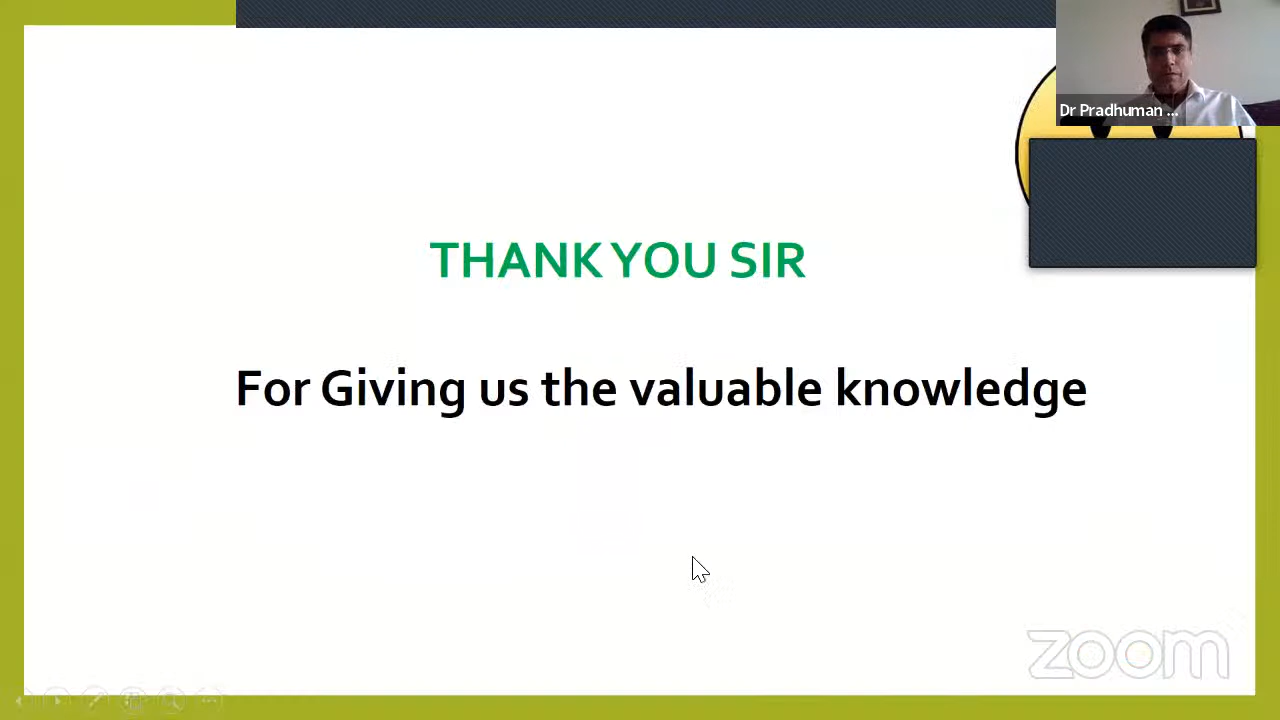 Dr Pradhuman ...
THANK YOU SIR
For Giving us the valuable knowledge
zoom